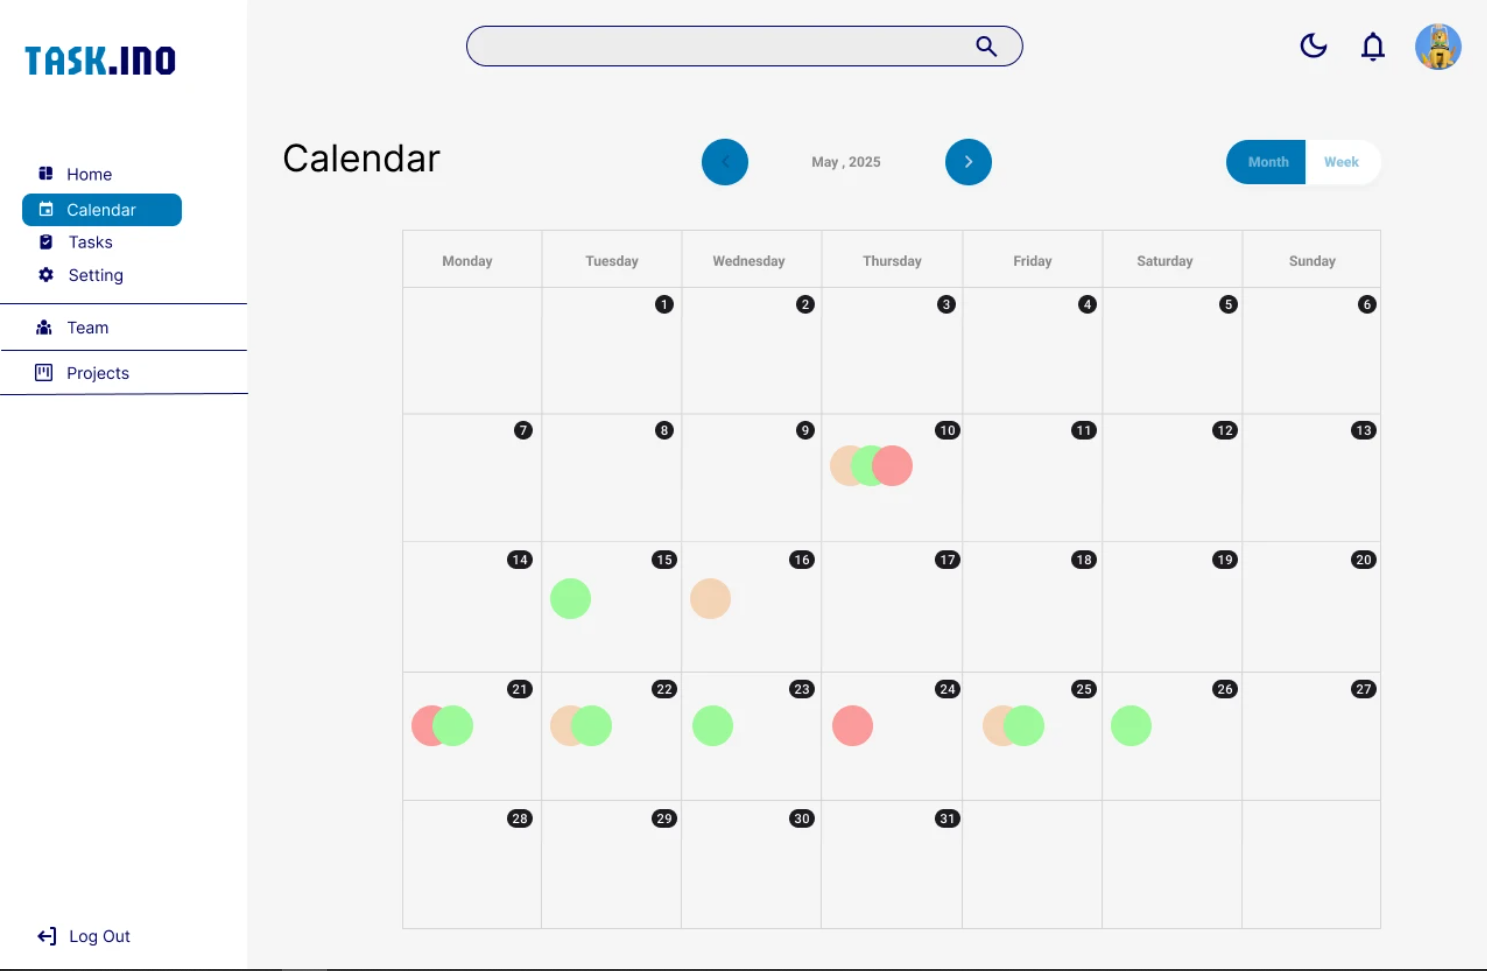 TASK.INO
Home
Calendar
Tasks
Setting
Team
Projects
Log Out
Calendar
May , 2025
Month Week
Monday Tuesday Wednesday Thursday Friday Saturday Sunday
1 2 3 4 5 6
7 8 9 10 11 12 13
14 15 16 17 18 19 20
21 22 23 24 25 26 27
28 29 30 31